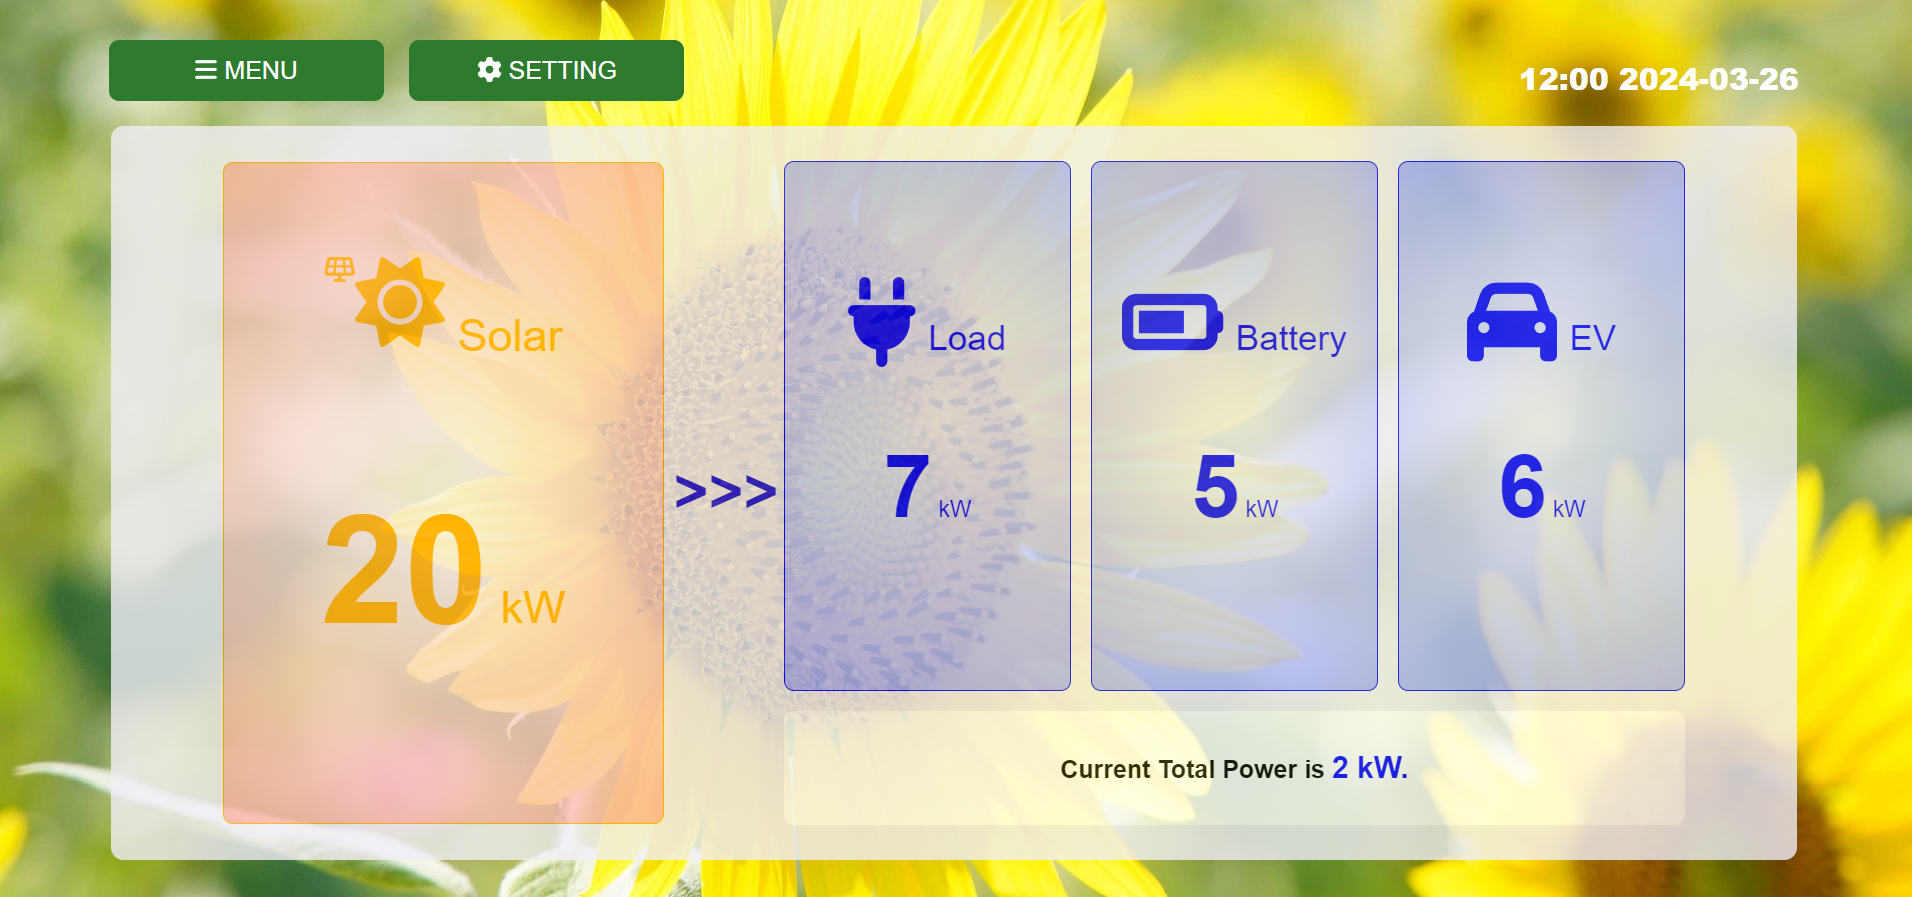 MENU
SETTING
12:00 2024-03-26
Solar
20 kW
>>>
Load
7 kW
Battery
5 kW
EV
6 kW
Current Total Power is 2 kW.